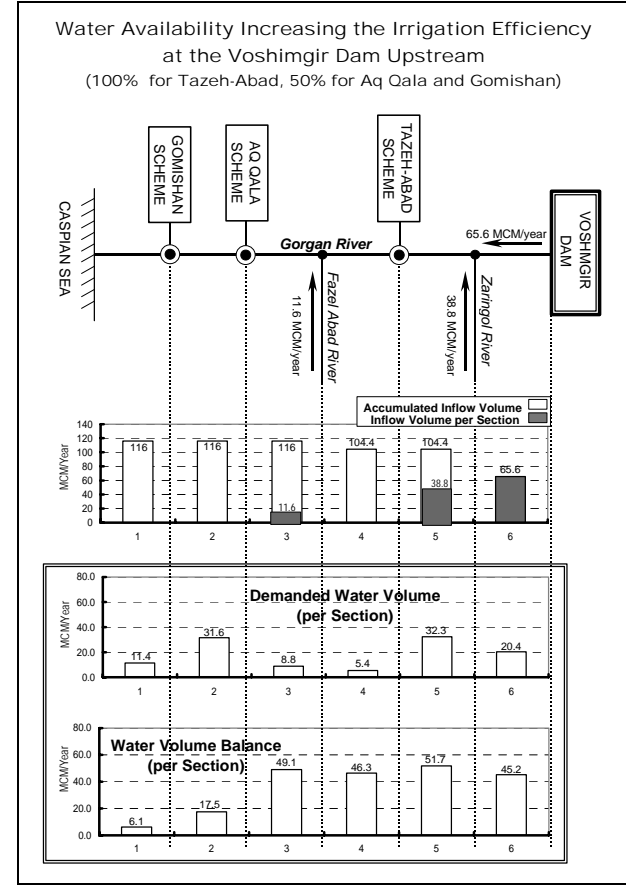 Water Availability Increasing the Irrigation Efficiency
at the Voshimgir Dam Upstream
(100% for Tazeh-Abad, 50% for Aq Qala and Gomishan)
CASPIAN SEA
GOMISHAN
SCHEME
AQ QALA
SCHEME
TAZEH-ABAD
SCHEME
VOSHMGIR
DAM
Gorgan River
65.6 MCM/year
Fazel Abad River
11.6 MCM/year
Zaringol River
38.8 MCM/year
Accumulated Inflow Volume
Inflow Volume per Section
MCM/Year
140
120
100
80
60
40
20
0
116 116 116 104.4 104.4 65.6
11.6 38.8
1 2 3 4 5 6
Demanded Water Volume
(per Section)
MCM/Year
80.0
60.0
40.0
20.0
0.0
11.4 31.6 8.8 5.4 32.3 20.4
1 2 3 4 5 6
Water Volume Balance
(per Section)
MCM/Year
80.0
60.0
40.0
20.0
0.0
6.1 17.5 49.1 46.3 51.7 45.2
1 2 3 4 5 6